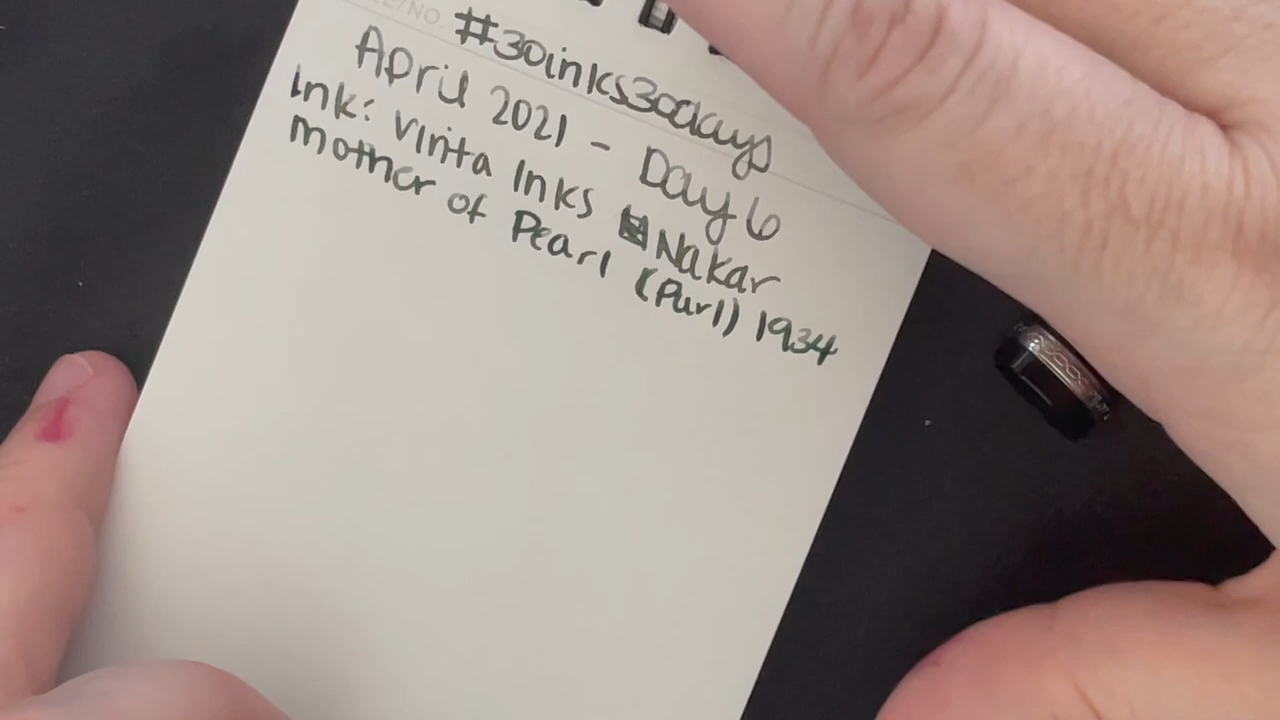 #30inks30days
April 2021 - Day 6
Ink: Vinta Inks Nakar
Mother of Pearl (Purl) 1934